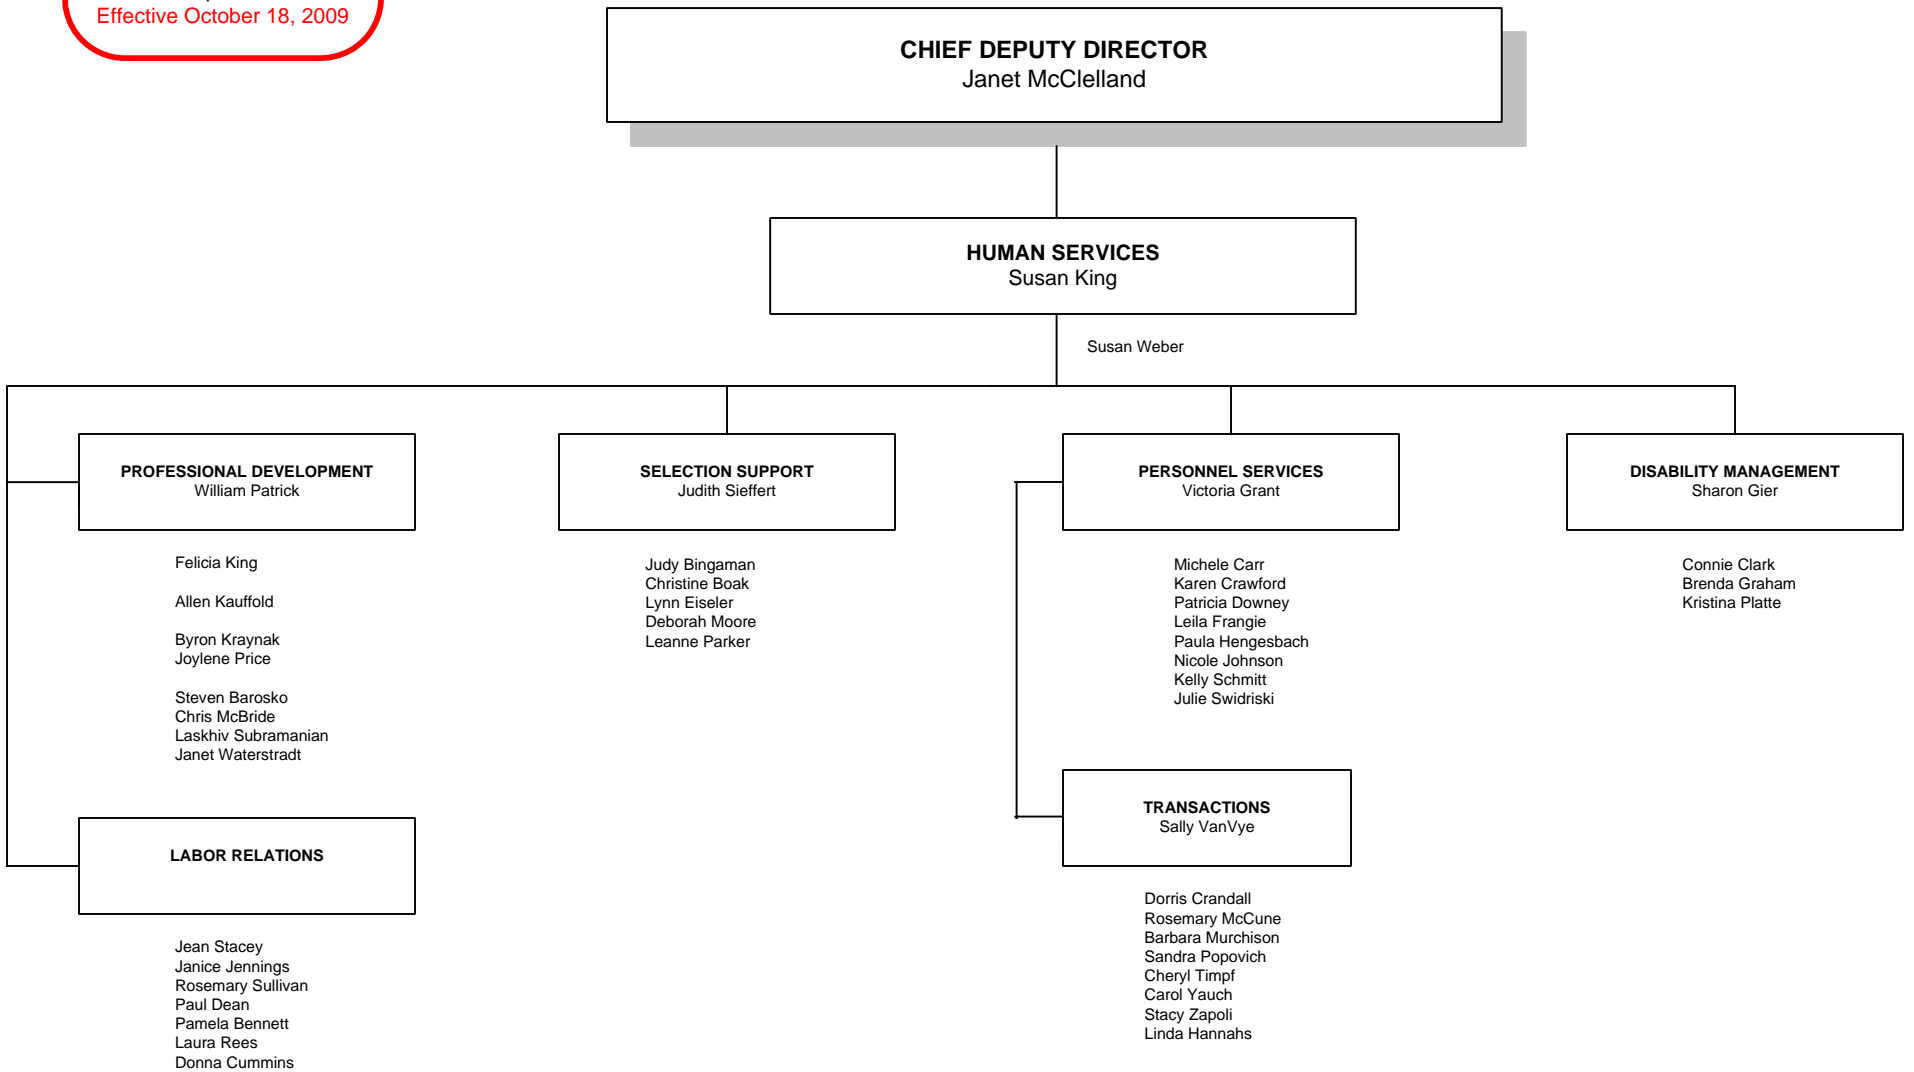 Effective October 18, 2009
CHIEF DEPUTY DIRECTOR
Janet McClelland
HUMAN SERVICES
Susan King
Susan Weber
PROFESSIONAL DEVELOPMENT
William Patrick
Felicia King
Allen Kauffold
Byron Kraynak
Joylene Price
Steven Barosko
Chris McBride
Laskhiv Subramanian
Janet Waterstradt
LABOR RELATIONS
Jean Stacey
Janice Jennings
Rosemary Sullivan
Paul Dean
Pamela Bennett
Laura Rees
Donna Cummins
SELECTION SUPPORT
Judith Sieffert
Judy Bingaman
Christine Boak
Lynn Eiseler
Deborah Moore
Leanne Parker
PERSONNEL SERVICES
Victoria Grant
Michele Carr
Karen Crawford
Patricia Downey
Leila Frangie
Paula Hengesbach
Nicole Johnson
Kelly Schmitt
Julie Swidriski
TRANSACTIONS
Sally VanVye
Dorris Crandall
Rosemary McCune
Barbara Murchison
Sandra Popovich
Cheryl Timpf
Carol Yauch
Stacy Zapoli
Linda Hannahs
DISABILITY MANAGEMENT
Sharon Gier
Connie Clark
Brenda Graham
Kristina Platte